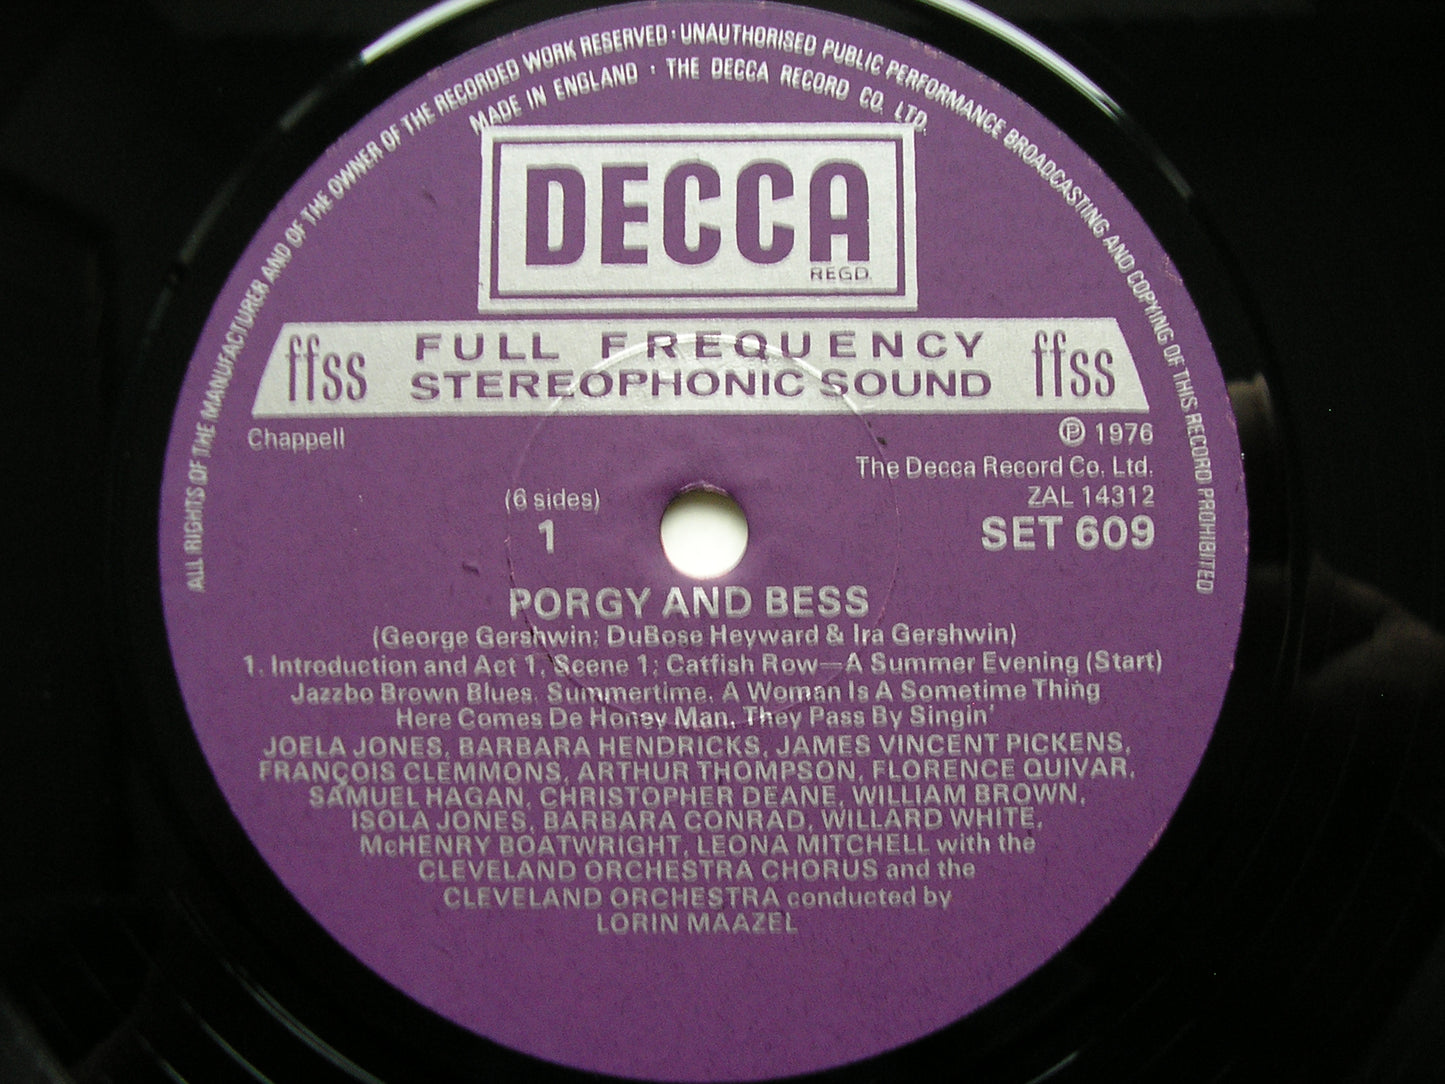 ALL RIGHTS OF THE MANUFACTURER AND OF THE OWNER OF THE RECORDED WORK RESERVED · UNAUTHORISED PUBLIC PERFORMANCE BROADCASTING AND COPYING OF THIS RECORD PROHIBITED
MADE IN ENGLAND · THE DECCA RECORD CO. LTD.
DECCA
REGD.
ffss FULL FREQUENCY ffss
STEREOPHONIC SOUND
Chappell
Ⓟ 1976
The Decca Record Co. Ltd.
ZAL 14312
(6 sides)
1
SET 609
PORGY AND BESS
(George Gershwin; DuBose Heyward & Ira Gershwin)
1. Introduction and Act 1, Scene 1; Catfish Row—A Summer Evening (Start)
Jazzbo Brown Blues, Summertime, A Woman Is A Sometime Thing
Here Comes De Honey Man, They Pass By Singin'
JOELA JONES, BARBARA HENDRICKS, JAMES VINCENT PICKENS,
FRANÇOIS CLEMMONS, ARTHUR THOMPSON, FLORENCE QUIVAR,
SAMUEL HAGAN, CHRISTOPHER DEANE, WILLIAM BROWN,
ISOLA JONES, BARBARA CONRAD, WILLARD WHITE,
McHENRY BOATWRIGHT, LEONA MITCHELL with the
CLEVELAND ORCHESTRA CHORUS and the
CLEVELAND ORCHESTRA conducted by
LORIN MAAZEL